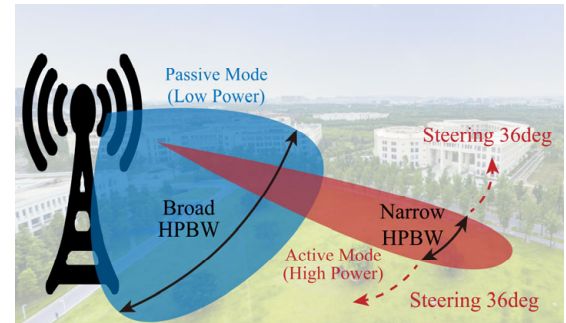 Passive Mode
(Low Power)
Steering 36deg
Broad
HPBW
Narrow
HPBW
Active Mode
(High Power)
Steering 36deg